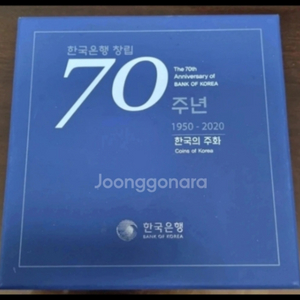 한국은행 창립
70
The 70th
Anniversary of
BANK OF KOREA
주년
1950 - 2020
한국의 주화
Coins of Korea
Joonggonara
한국은행
BANK OF KOREA